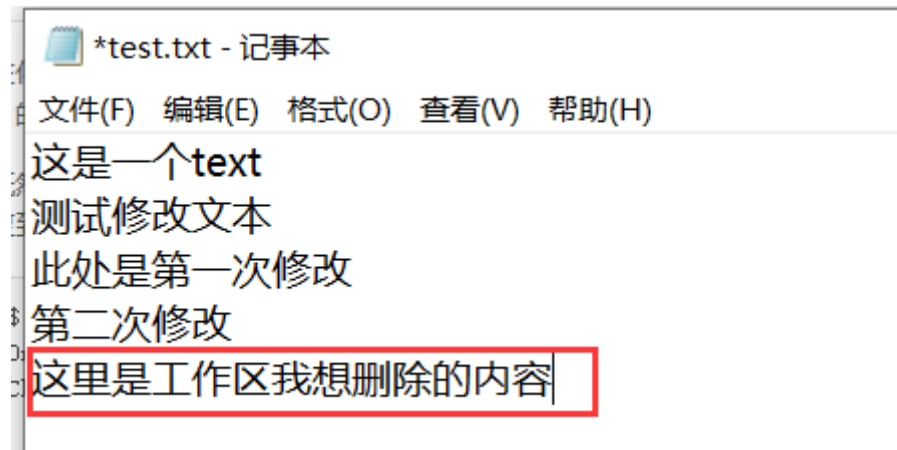 *test.txt - 记事本
文件(F) 编辑(E) 格式(O) 查看(V) 帮助(H)
这是一个text
测试修改文本
此处是第一次修改
第二次修改
这里是工作区我想删除的内容